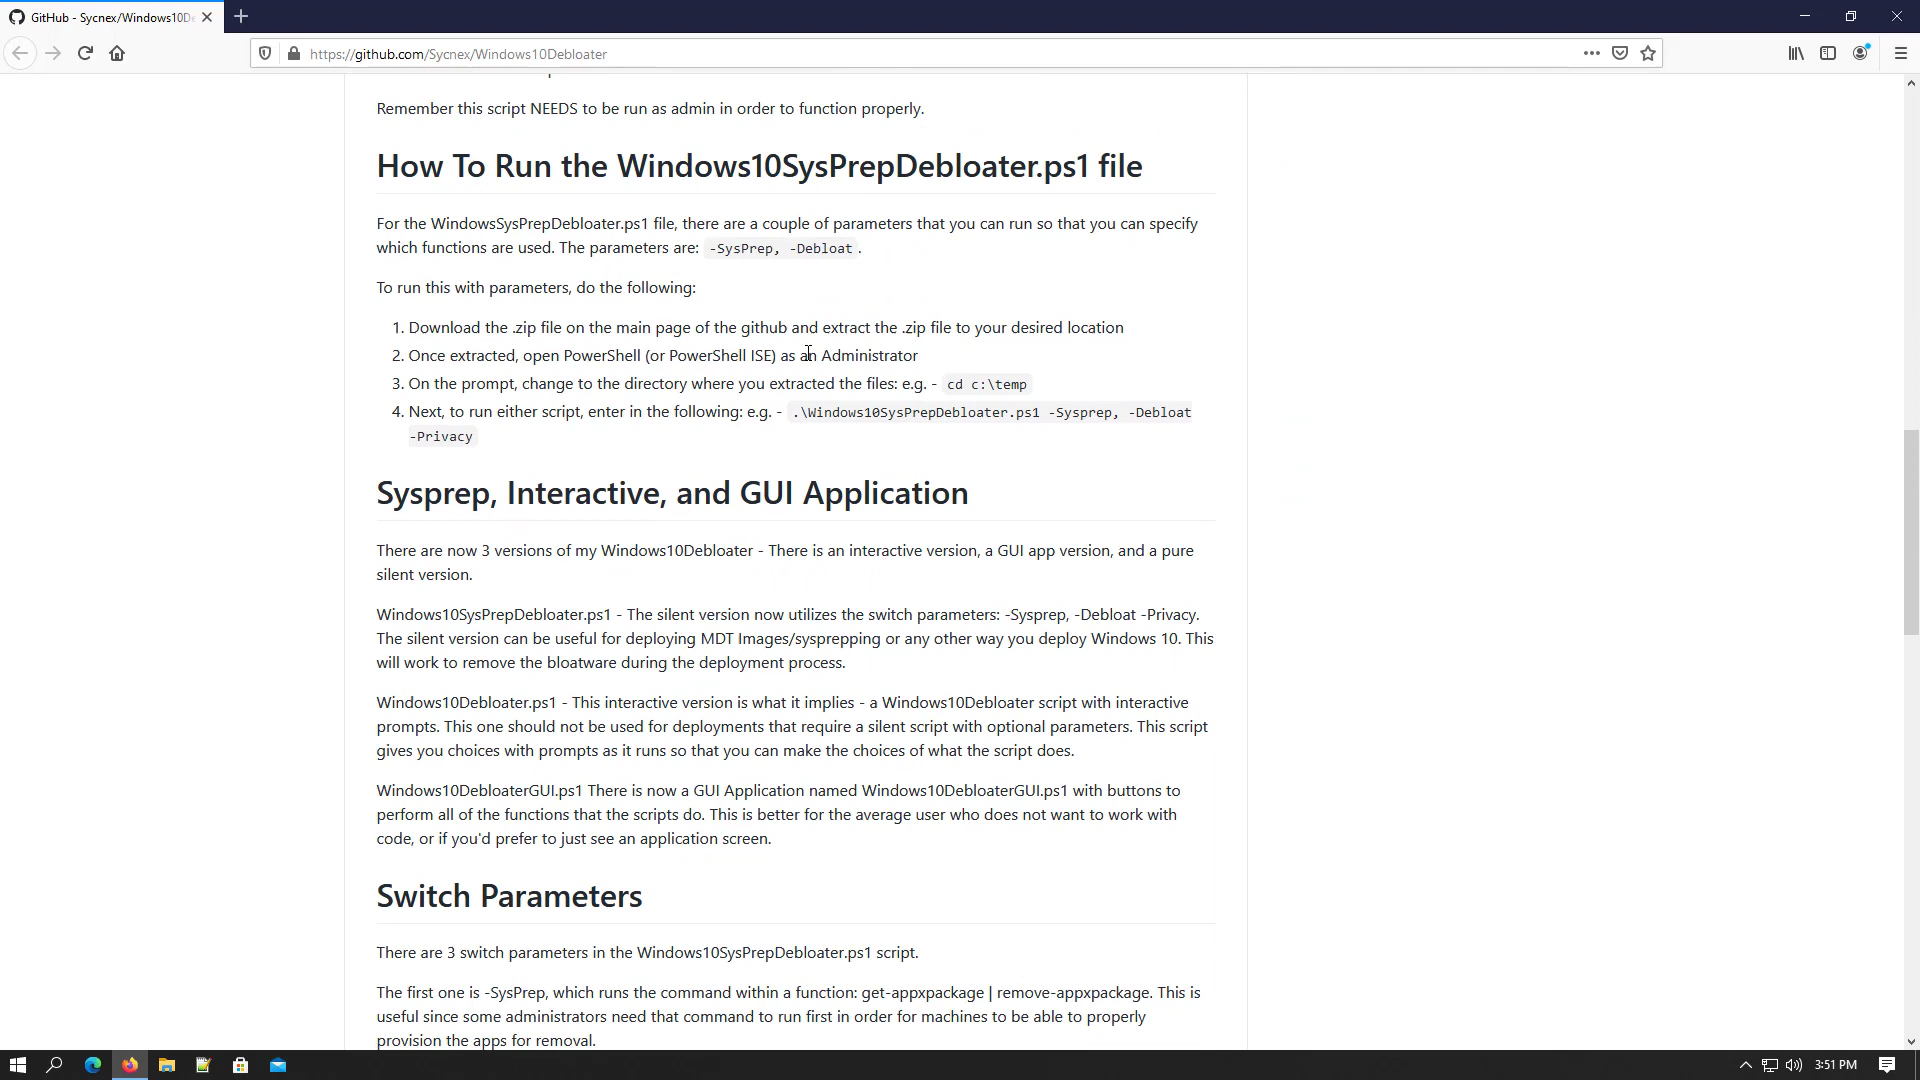 GitHub - Sycnex/Windows10De
https://github.com/Sycnex/Windows10Debloater
Remember this script NEEDS to be run as admin in order to function properly.
How To Run the Windows10SysPrepDebloater.ps1 file
For the WindowsSysPrepDebloater.ps1 file, there are a couple of parameters that you can run so that you can specify
which functions are used. The parameters are: -SysPrep, -Debloat.
To run this with parameters, do the following:
1. Download the .zip file on the main page of the github and extract the .zip file to your desired location
2. Once extracted, open PowerShell (or PowerShell ISE) as an Administrator
3. On the prompt, change to the directory where you extracted the files: e.g. - cd c:\temp
4. Next, to run either script, enter in the following: e.g. - .\Windows10SysPrepDebloater.ps1 -Sysprep, -Debloat
-Privacy
Sysprep, Interactive, and GUI Application
There are now 3 versions of my Windows10Debloater - There is an interactive version, a GUI app version, and a pure
silent version.
Windows10SysPrepDebloater.ps1 - The silent version now utilizes the switch parameters: -Sysprep, -Debloat -Privacy.
The silent version can be useful for deploying MDT Images/sysprepping or any other way you deploy Windows 10. This
will work to remove the bloatware during the deployment process.
Windows10Debloater.ps1 - This interactive version is what it implies - a Windows10Debloater script with interactive
prompts. This one should not be used for deployments that require a silent script with optional parameters. This script
gives you choices with prompts as it runs so that you can make the choices of what the script does.
Windows10DebloaterGUI.ps1 There is now a GUI Application named Windows10DebloaterGUI.ps1 with buttons to
perform all of the functions that the scripts do. This is better for the average user who does not want to work with
code, or if you'd prefer to just see an application screen.
Switch Parameters
There are 3 switch parameters in the Windows10SysPrepDebloater.ps1 script.
The first one is -SysPrep, which runs the command within a function: get-appxpackage | remove-appxpackage. This is
useful since some administrators need that command to run first in order for machines to be able to properly
provision the apps for removal.
3:51 PM